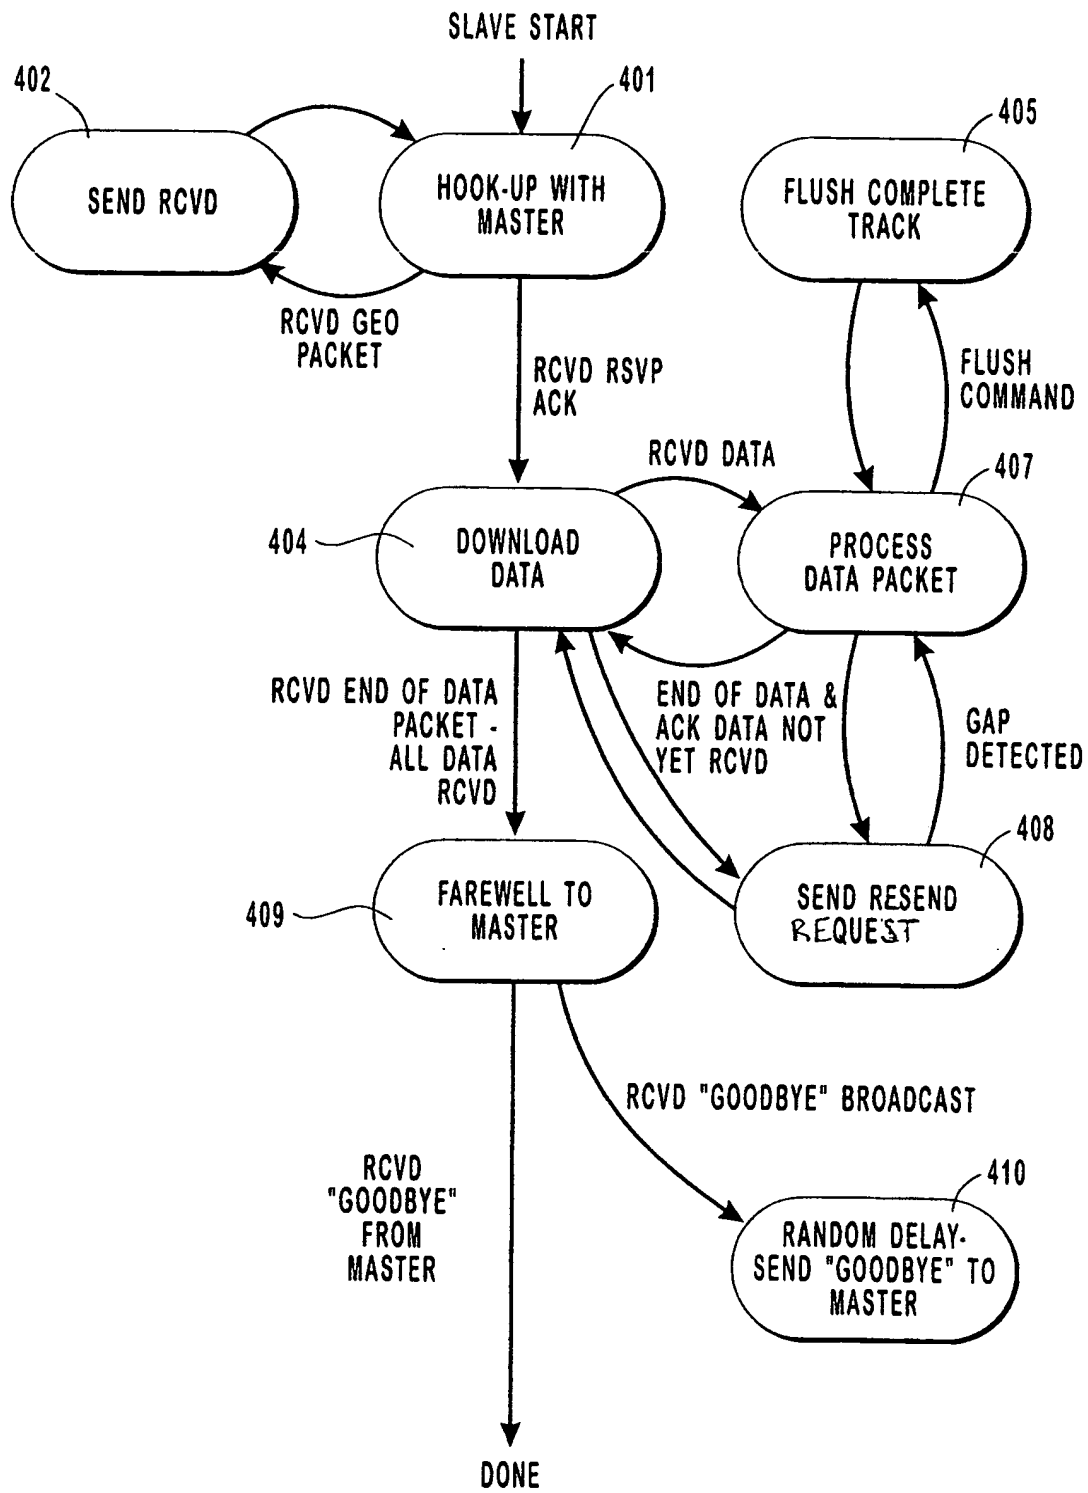 SLAVE START
402
401
405
SEND RCVD
HOOK-UP WITH
MASTER
FLUSH COMPLETE
TRACK
RCVD GEO
PACKET
RCVD RSVP
ACK
FLUSH
COMMAND
RCVD DATA
407
404
DOWNLOAD
DATA
PROCESS
DATA PACKET
RCVD END OF DATA
PACKET -
ALL DATA
RCVD
END OF DATA &
ACK DATA NOT
YET RCVD
GAP
DETECTED
408
409
FAREWELL TO
MASTER
SEND RESEND
REQUEST
RCVD "GOODBYE" BROADCAST
RCVD
"GOODBYE"
FROM
MASTER
410
RANDOM DELAY-
SEND "GOODBYE" TO
MASTER
DONE